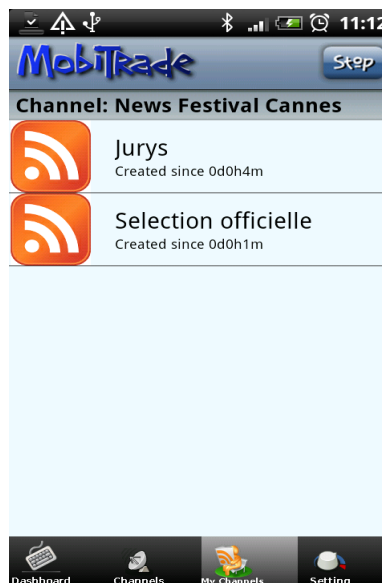 11:12
MobiTrade
Stop
Channel: News Festival Cannes
Jurys
Created since 0d0h4m
Selection officielle
Created since 0d0h1m
Dashboard Channels My Channels Setting